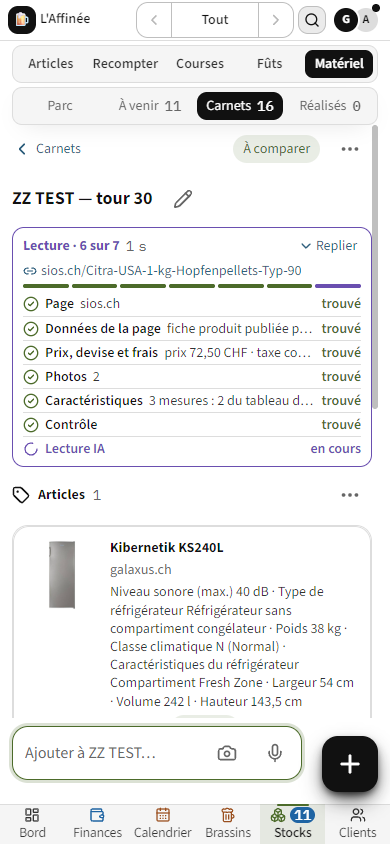 L'Affinée
Tout
G
A
Articles
Recompter
Courses
Fûts
Matériel
Parc
À venir 11
Carnets 16
Réalisés 0
Carnets
À comparer
ZZ TEST — tour 30
Lecture · 6 sur 7 1 s
Replier
sios.ch/Citra-USA-1-kg-Hopfenpellets-Typ-90
Page sios.ch trouvé
Données de la page fiche produit publiée p… trouvé
Prix, devise et frais prix 72,50 CHF · taxe co… trouvé
Photos 2 trouvé
Caractéristiques 3 mesures : 2 du tableau d… trouvé
Contrôle trouvé
Lecture IA en cours
Articles 1
Kibernetik KS240L
galaxus.ch
Niveau sonore (max.) 40 dB · Type de
réfrigérateur Réfrigérateur sans
compartiment congélateur · Poids 38 kg ·
Classe climatique N (Normal) ·
Caractéristiques du réfrigérateur
Compartiment Fresh Zone · Largeur 54 cm
· Volume 242 l · Hauteur 143,5 cm
Ajouter à ZZ TEST…
11
Bord
Finances
Calendrier
Brassins
Stocks
Clients